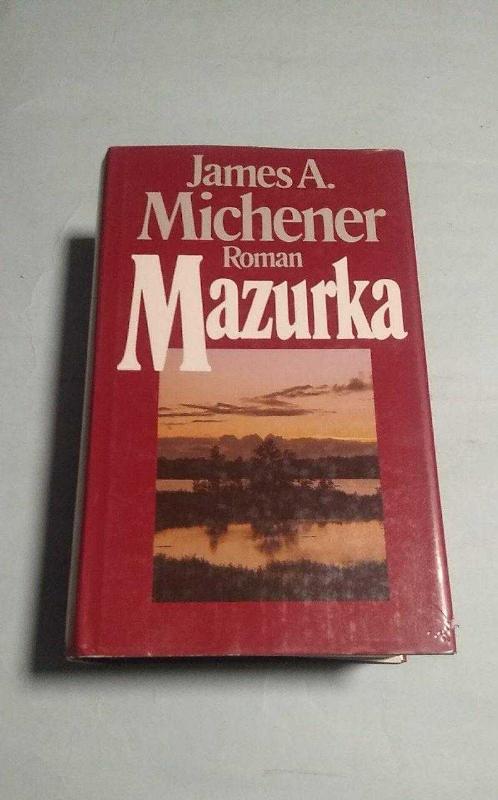 James A.
Michener
Roman
Mazurka